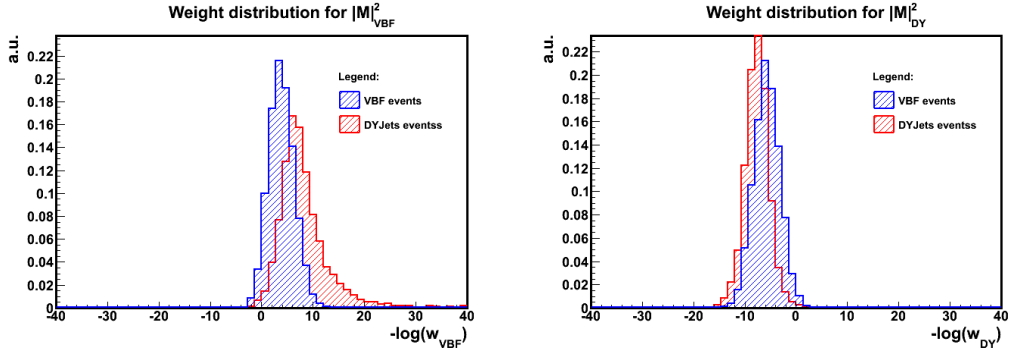 Weight distribution for |M|²_VBF
a.u.
0.22
0.2
0.18
0.16
0.14
0.12
0.1
0.08
0.06
0.04
0.02
0
-40 -30 -20 -10 0 10 20 30 40
-log(w_VBF)
Legend:
VBF events
DYJets eventss
Weight distribution for |M|²_DY
a.u.
0.22
0.2
0.18
0.16
0.14
0.12
0.1
0.08
0.06
0.04
0.02
0
-40 -30 -20 -10 0 10 20 30 40
-log(w_DY)
Legend:
VBF events
DYJets eventss